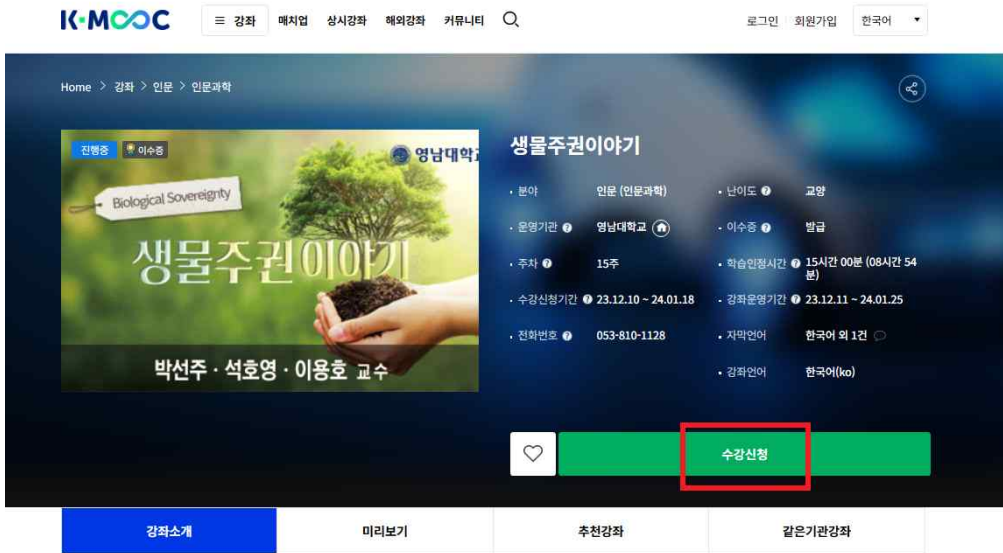 K-MOOC
강좌 매치업 상시강좌 해외강좌 커뮤니티
로그인 회원가입 한국어
Home > 강좌 > 인문 > 인문과학
진행중 이수증
영남대학교
Biological Sovereignty
생물주권이야기
박선주 · 석호영 · 이용호 교수
생물주권이야기
· 분야 인문 (인문과학)
· 난이도 교양
· 운영기관 영남대학교
· 이수증 발급
· 주차 15주
· 학습인정시간 15시간 00분 (08시간 54
분)
· 수강신청기간 23.12.10 ~ 24.01.18
· 강좌운영기간 23.12.11 ~ 24.01.25
· 전화번호 053-810-1128
· 자막언어 한국어 외 1건
· 강좌언어 한국어(ko)
수강신청
강좌소개 미리보기 추천강좌 같은기관강좌